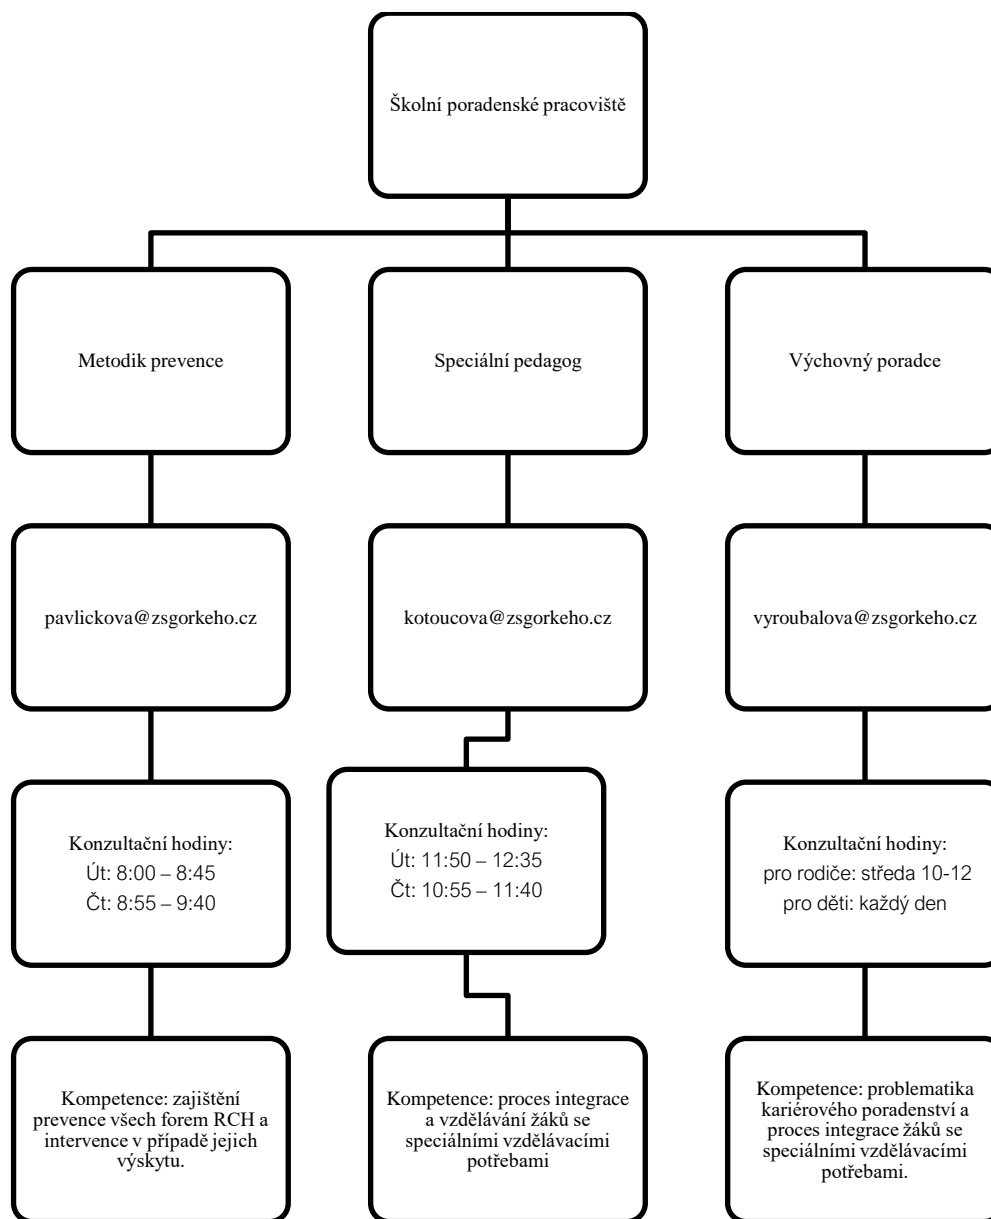 Školní poradenské pracoviště
Metodik prevence
Speciální pedagog
Výchovný poradce
pavlickova@zsgorkeho.cz
kotoucova@zsgorkeho.cz
vyroubalova@zsgorkeho.cz
Konzultační hodiny:
Út: 8:00 – 8:45
Čt: 8:55 – 9:40
Konzultační hodiny:
Út: 11:50 – 12:35
Čt: 10:55 – 11:40
Konzultační hodiny:
pro rodiče: středa 10-12
pro děti: každý den
Kompetence: zajištění
prevence všech forem RCH a
intervence v případě jejich
výskytu.
Kompetence: proces integrace
a vzdělávání žáků se
speciálními vzdělávacími
potřebami
Kompetence: problematika
kariérového poradenství a
proces integrace žáků se
speciálními vzdělávacími
potřebami.